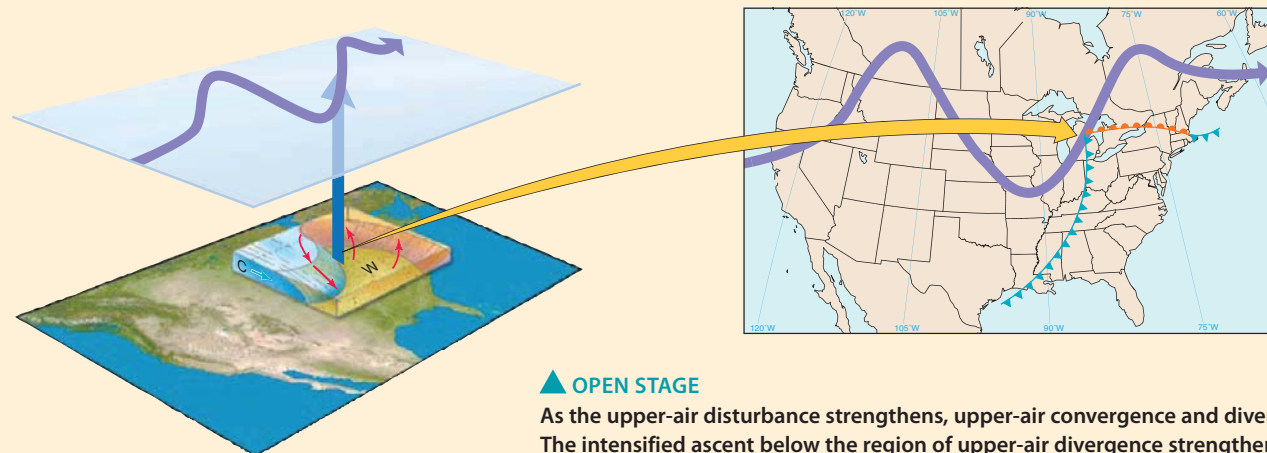 120°W 105°W 90°W 75°W 60°W
C
W
120°W 105°W 90°W 75°W
OPEN STAGE
As the upper-air disturbance strengthens, upper-air convergence and dive
The intensified ascent below the region of upper-air divergence strengthen